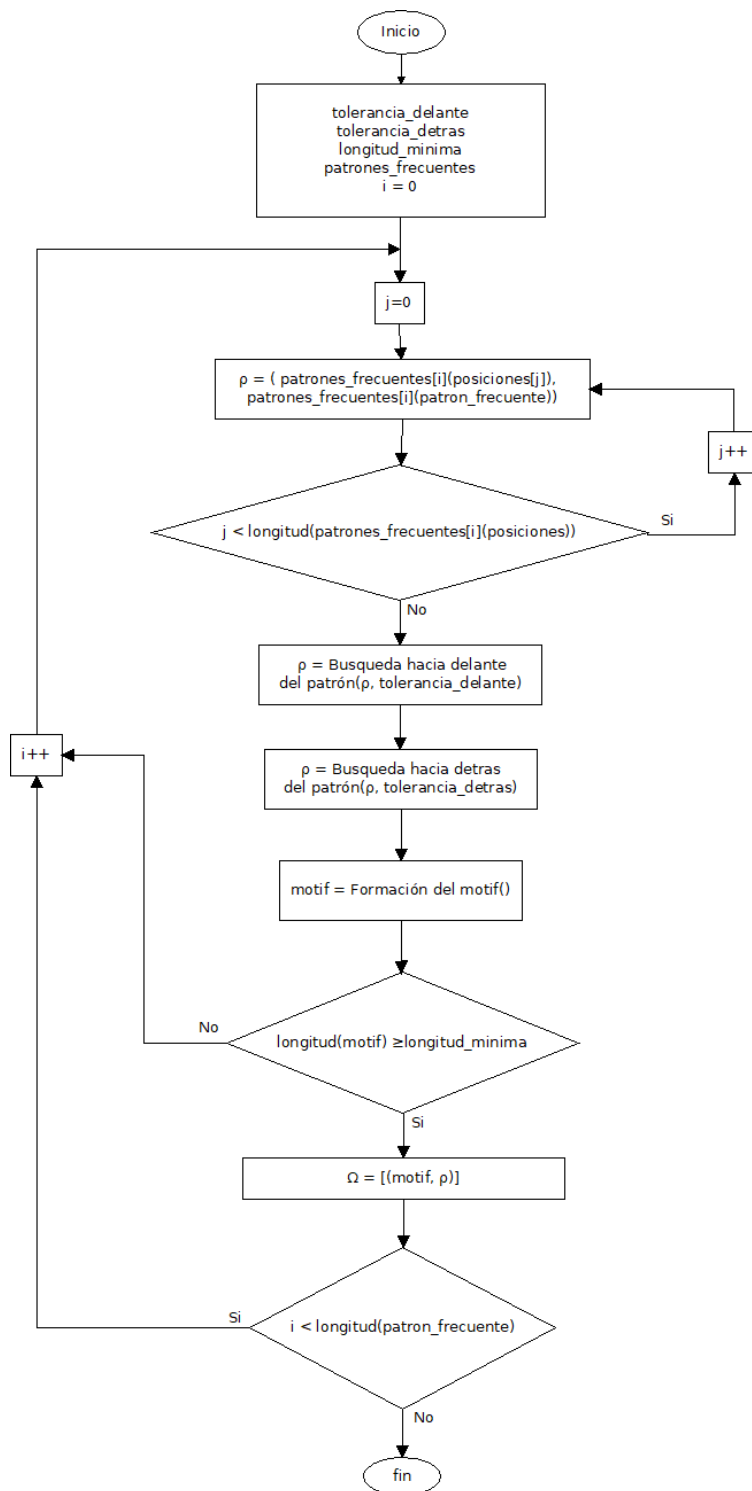 Inicio
tolerancia_delante
tolerancia_detras
longitud_minima
patrones_frecuentes
i = 0
j=0
ρ = ( patrones_frecuentes[i](posiciones[j]),
patrones_frecuentes[i](patron_frecuente))
j++
j < longitud(patrones_frecuentes[i](posiciones))
Si
No
ρ = Busqueda hacia delante
del patrón(ρ, tolerancia_delante)
i++
ρ = Busqueda hacia detras
del patrón(ρ, tolerancia_detras)
motif = Formación del motif()
No
longitud(motif) ≥longitud_minima
Si
Ω = [(motif, ρ)]
Si
i < longitud(patron_frecuente)
No
fin